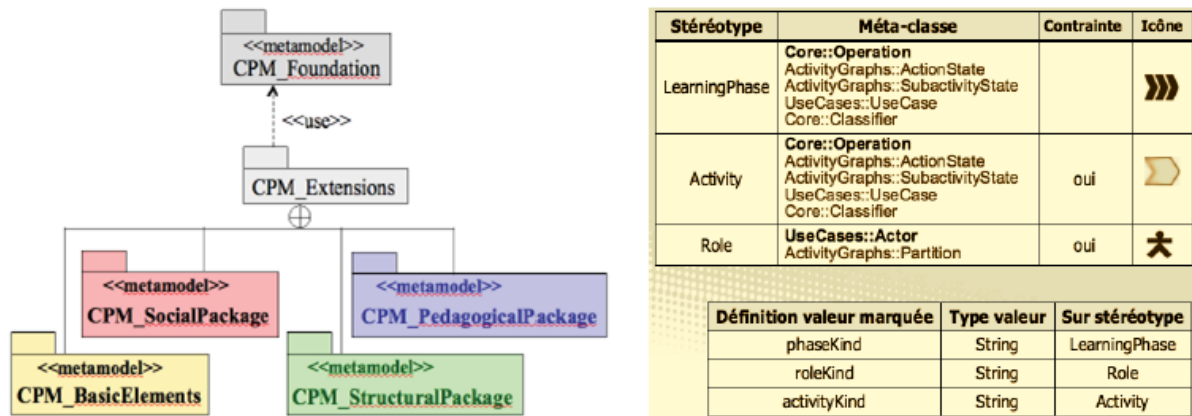 <<metamodel>>
CPM_Foundation
<<use>>
CPM_Extensions
<<metamodel>>
CPM_SocialPackage
<<metamodel>>
CPM_PedagogicalPackage
<<metamodel>>
CPM_BasicElements
<<metamodel>>
CPM_StructuralPackage
Stéréotype Méta-classe Contrainte Icône
LearningPhase
Core::Operation
ActivityGraphs::ActionState
ActivityGraphs::SubactivityState
UseCases::UseCase
Core::Classifier
Activity
Core::Operation
ActivityGraphs::ActionState
ActivityGraphs::SubactivityState
UseCases::UseCase
Core::Classifier
oui
Role
UseCases::Actor
ActivityGraphs::Partition
oui
Définition valeur marquée Type valeur Sur stéréotype
phaseKind String LearningPhase
roleKind String Role
activityKind String Activity